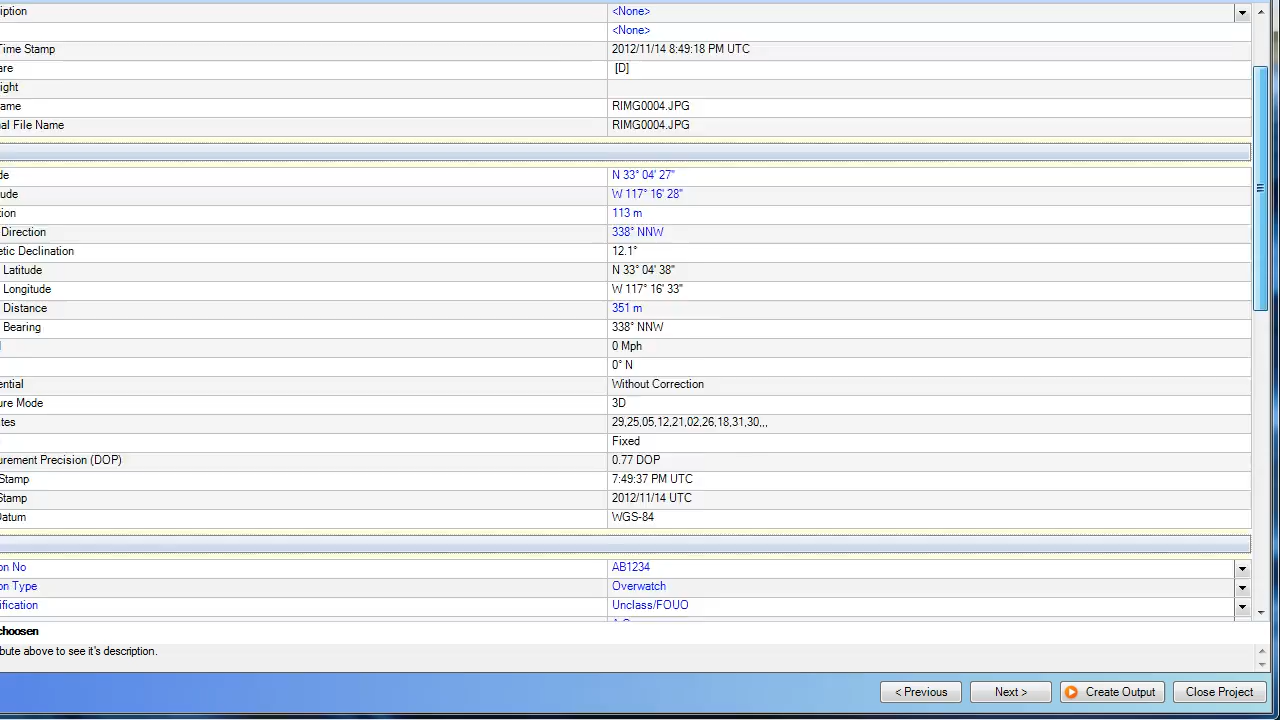 iption <None>
<None>
Time Stamp 2012/11/14 8:49:18 PM UTC
are [D]
ight
ame RIMG0004.JPG
al File Name RIMG0004.JPG
de N 33° 04' 27"
ude W 117° 16' 28"
tion 113 m
Direction 338° NNW
etic Declination 12.1°
Latitude N 33° 04' 38"
Longitude W 117° 16' 33"
Distance 351 m
Bearing 338° NNW
0 Mph
0° N
ential Without Correction
ure Mode 3D
tes 29,25,05,12,21,02,26,18,31,30,,,
Fixed
urement Precision (DOP) 0.77 DOP
Stamp 7:49:37 PM UTC
Stamp 2012/11/14 UTC
Datum WGS-84
on No AB1234
on Type Overwatch
ification Unclass/FOUO
choosen
bute above to see it's description.
< Previous Next > Create Output Close Project